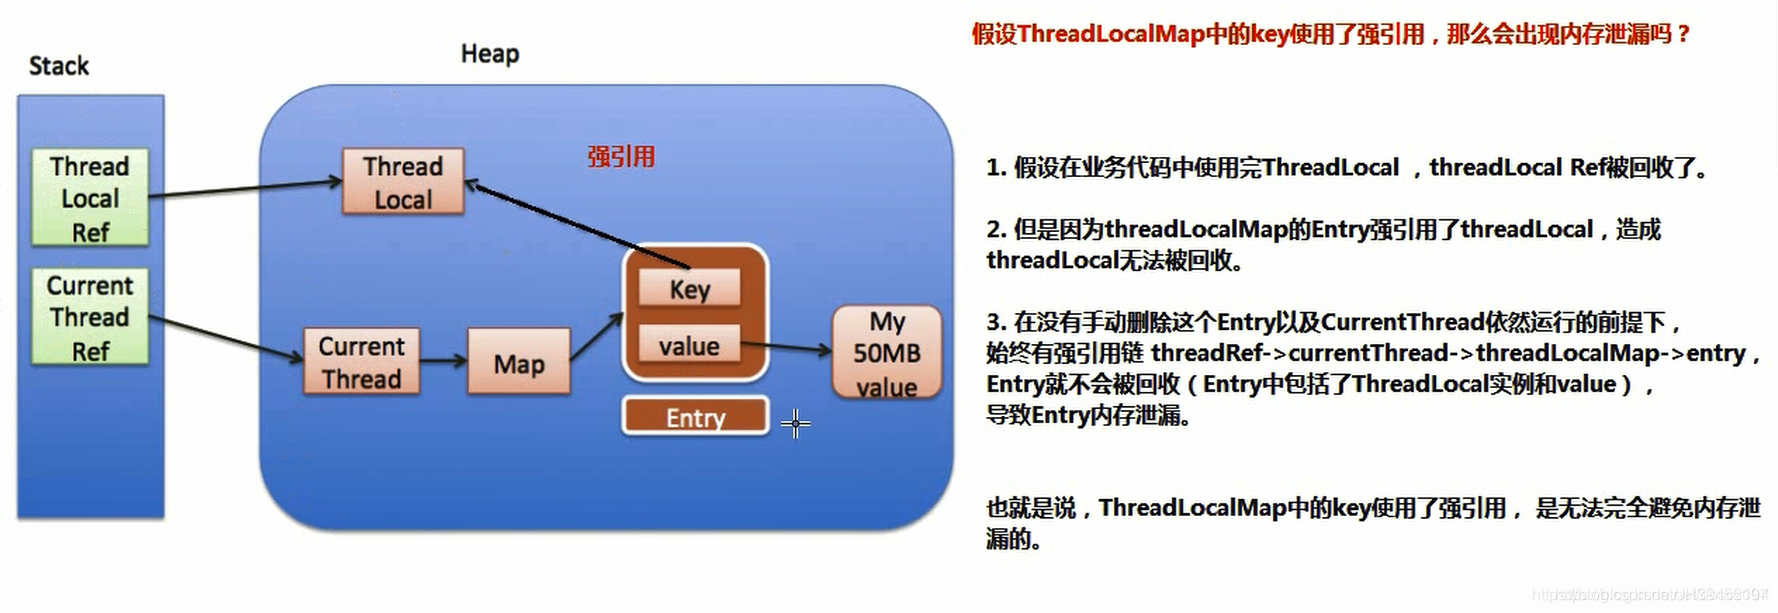 Stack
Heap
Thread
Local
Ref
Current
Thread
Ref
Thread
Local
强引用
Current
Thread
Map
Key
value
Entry
My
50MB
value
假设ThreadLocalMap中的key使用了强引用，那么会出现内存泄漏吗？
1. 假设在业务代码中使用完ThreadLocal ，threadLocal Ref被回收了。
2. 但是因为threadLocalMap的Entry强引用了threadLocal，造成
threadLocal无法被回收。
3. 在没有手动删除这个Entry以及CurrentThread依然运行的前提下，
始终有强引用链 threadRef->currentThread->threadLocalMap->entry，
Entry就不会被回收（Entry中包括了ThreadLocal实例和value），
导致Entry内存泄漏。
也就是说，ThreadLocalMap中的key使用了强引用， 是无法完全避免内存泄
漏的。